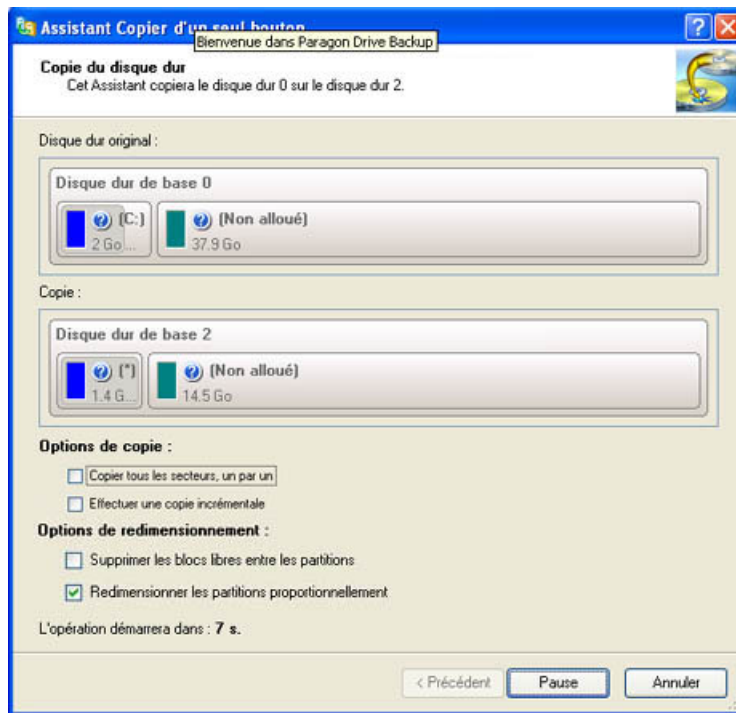 Assistant Copier d'un seul bouton
Bienvenue dans Paragon Drive Backup
Copie du disque dur
Cet Assistant copiera le disque dur 0 sur le disque dur 2.
Disque dur original :
Disque dur de base 0
(C:)
2 Go ...
(Non alloué)
37.9 Go
Copie :
Disque dur de base 2
(*)
1.4 G...
(Non alloué)
14.5 Go
Options de copie :
Copier tous les secteurs, un par un
Effectuer une copie incrémentale
Options de redimensionnement :
Supprimer les blocs libres entre les partitions
Redimensionner les partitions proportionnellement
L'opération démarrera dans : 7 s.
< Précédent
Pause
Annuler